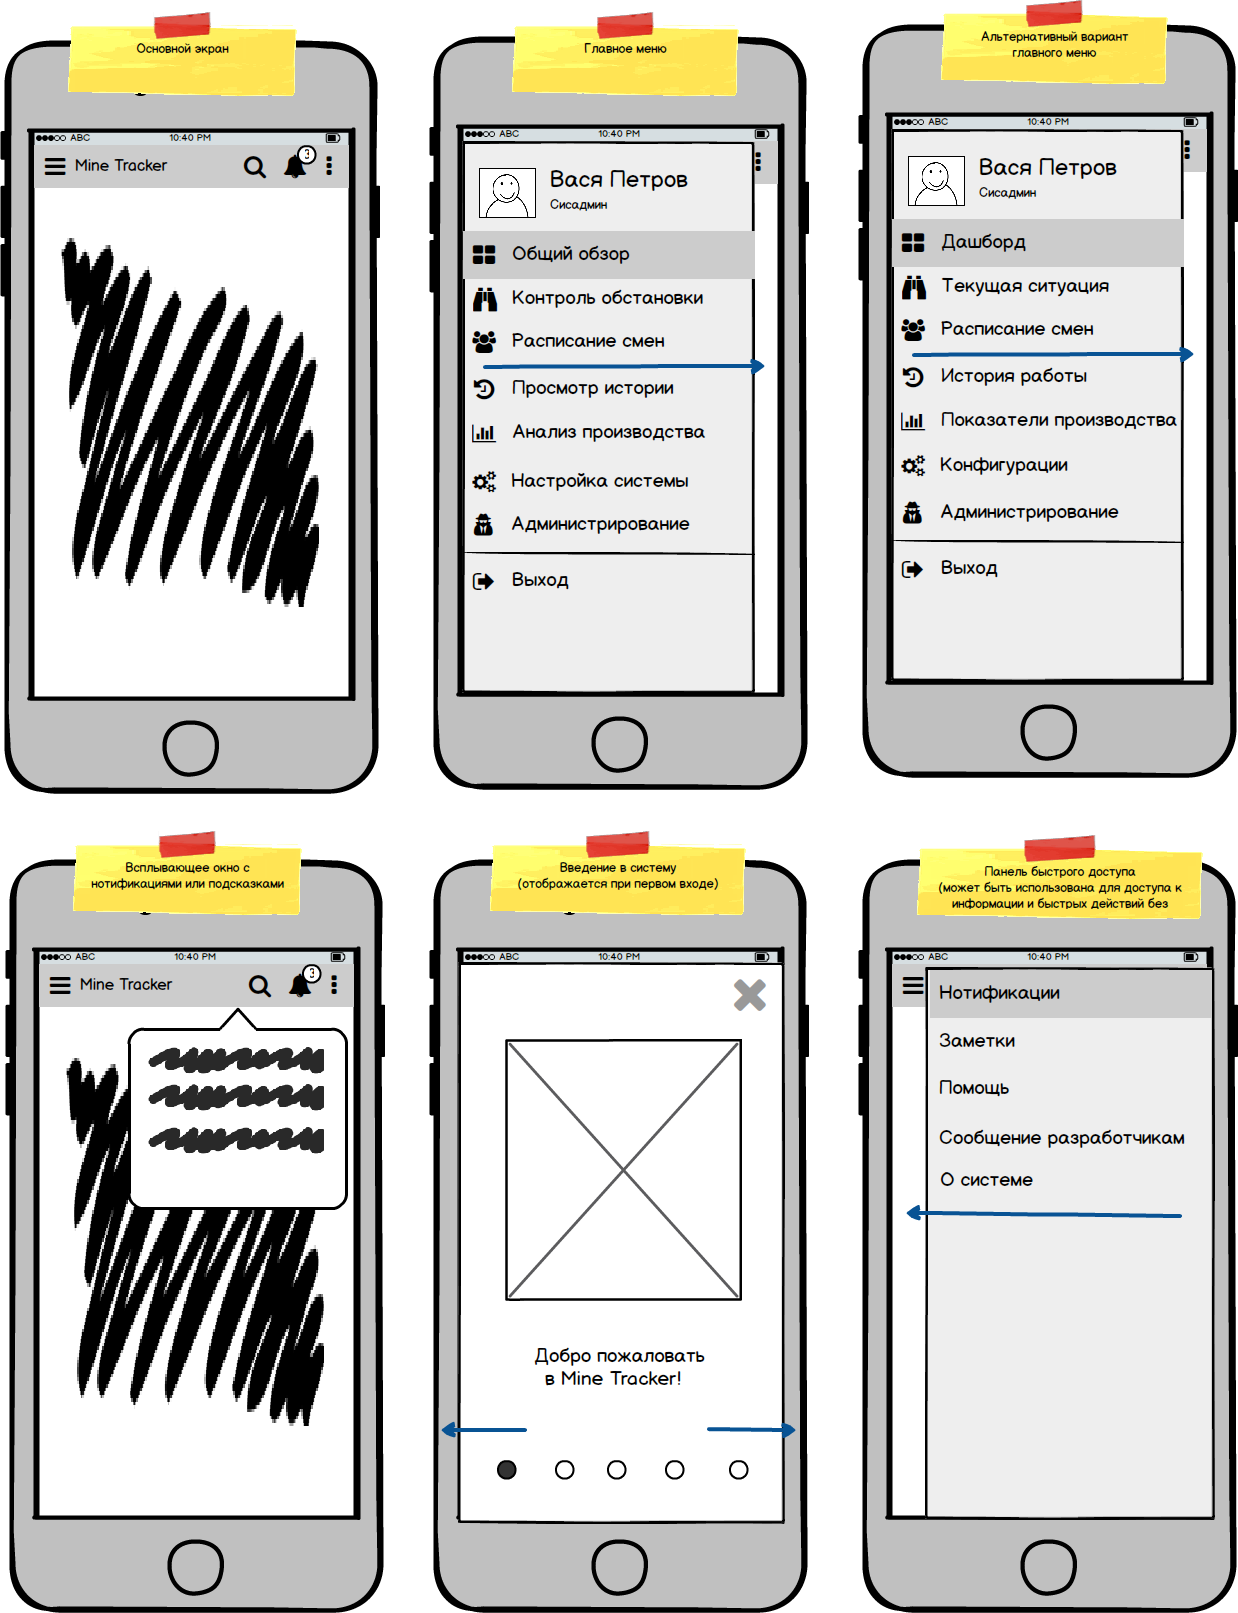 Основной экран
ABC 10:40 PM
Mine Tracker 3
Главное меню
ABC 10:40 PM
Вася Петров
Сисадмин
Общий обзор
Контроль обстановки
Расписание смен
Просмотр истории
Анализ производства
Настройка системы
Администрирование
Выход
Альтернативный вариант
главного меню
ABC 10:40 PM
Вася Петров
Сисадмин
Дашборд
Текущая ситуация
Расписание смен
История работы
Показатели производства
Конфигурации
Администрирование
Выход
Всплывающее окно с
нотификациями или подсказками
ABC 10:40 PM
Mine Tracker 3
Введение в систему
(отображается при первом входе)
ABC 10:40 PM
Добро пожаловать
в Mine Tracker!
Панель быстрого доступа
(может быть использована для доступа к
информации и быстрых действий без
ABC 10:40 PM
Нотификации
Заметки
Помощь
Сообщение разработчикам
О системе